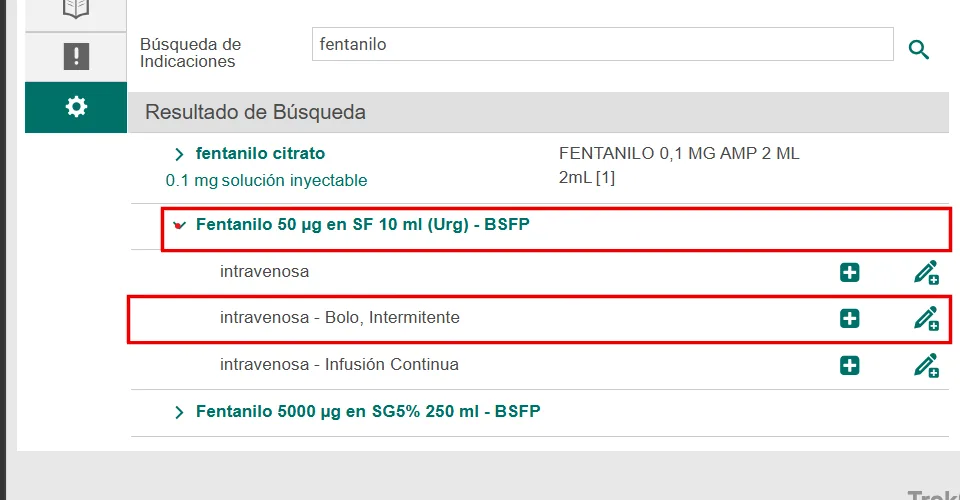 Búsqueda de
Indicaciones
fentanilo
Resultado de Búsqueda
fentanilo citrato
0.1 mg solución inyectable
FENTANILO 0,1 MG AMP 2 ML
2mL [1]
Fentanilo 50 µg en SF 10 ml (Urg) - BSFP
intravenosa
intravenosa - Bolo, Intermitente
intravenosa - Infusión Continua
Fentanilo 5000 µg en SG5% 250 ml - BSFP